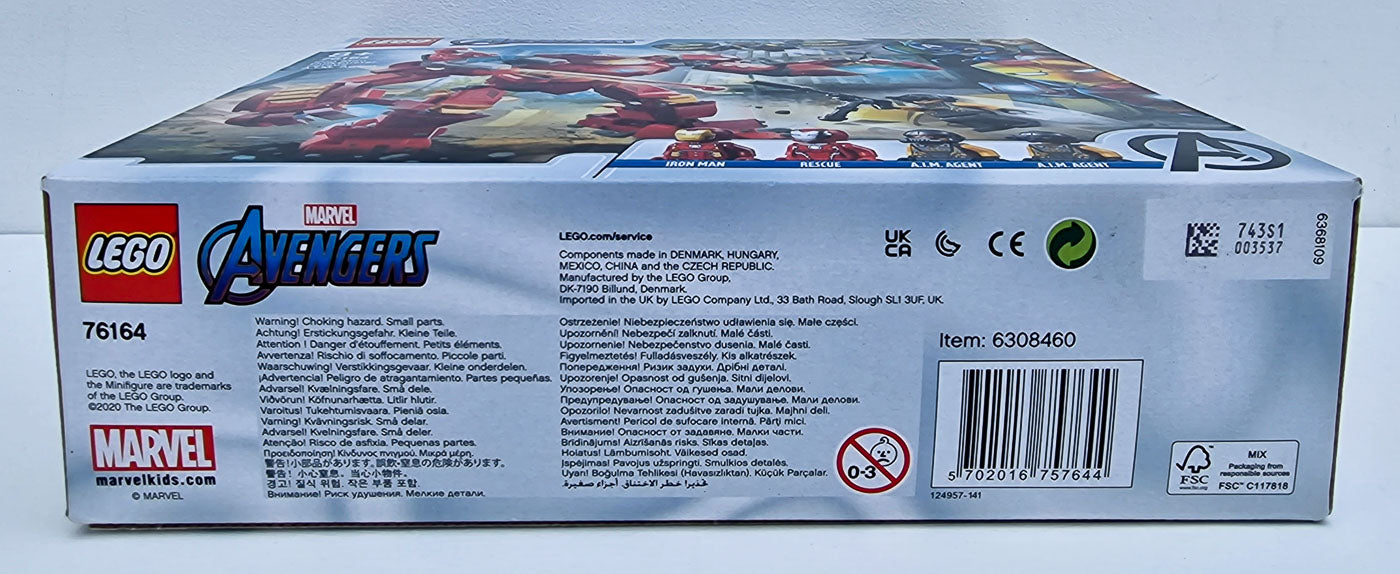 LEGO
IRON MAN
RESCUE
A.I.M. AGENT
A.I.M. AGENT
LEGO
MARVEL
AVENGERS
76164
LEGO, the LEGO logo and
the Minifigure are trademarks
of the LEGO Group.
©2020 The LEGO Group.
MARVEL
marvelkids.com
© MARVEL
Warning! Choking hazard. Small parts.
Achtung! Erstickungsgefahr. Kleine Teile.
Attention ! Danger d'étouffement. Petits éléments.
Avvertenza! Rischio di soffocamento. Piccole parti.
Waarschuwing! Verstikkingsgevaar. Kleine onderdelen.
¡Advertencia! Peligro de atragantamiento. Partes pequeñas.
Advarsel! Kvælningsfare. Små dele.
Viðvörun! Köfnunarhætta. Litlir hlutir.
Varoitus! Tukehtumisvaara. Pieniä osia.
Varning! Kvävningsrisk. Små delar.
Advarsel! Kvelningsfare. Små deler.
Atenção! Risco de asfixia. Pequenas partes.
Προειδοποίηση! Κίνδυνος πνιγμού. Μικρά μέρη.
警告!小部品があります。誤飲・窒息の危険があります。
警告! 小心窒息。当心小物件。
경고! 질식 위험. 작은 부품 포함.
Внимание! Риск удушения. Мелкие детали.
LEGO.com/service
Components made in DENMARK, HUNGARY,
MEXICO, CHINA and the CZECH REPUBLIC.
Manufactured by the LEGO Group,
DK-7190 Billund, Denmark.
Imported in the UK by LEGO Company Ltd., 33 Bath Road, Slough SL1 3UF, UK.
Ostrzeżenie! Niebezpieczeństwo udławienia się. Małe części.
Upozornění! Nebezpečí zalknutí. Malé části.
Upozornenie! Nebezpečenstvo dusenia. Malé časti.
Figyelmeztetés! Fulladásveszély. Kis alkatrészek.
Попередження! Ризик задухи. Дрібні деталі.
Upozorenje! Opasnost od gušenja. Sitni dijelovi.
Упозорење! Опасност од гушења. Мали делови.
Предупредување! Опасност од задушување. Мали делови.
Opozorilo! Nevarnost zadušitve zaradi tujka. Majhni deli.
Avertisment! Pericol de sufocare internă. Părți mici.
Внимание! Опасност от задавяне. Малки части.
Brīdinājums! Aizrīšanās risks. Sīkas detaļas.
Hoiatus! Lämbumisoht. Väikesed osad.
Įspėjimas! Pavojus užspringti. Smulkios detalės.
Uyarı! Boğulma Tehlikesi (Havasızlıktan). Küçük Parçalar.
تحذير! خطر الاختناق. أجزاء صغيرة.
0-3
UK
CA
CE
743S1
003537
6368109
Item: 6308460
5 702016 757644
124957-141
FSC
www.fsc.org
MIX
Packaging from
responsible sources
FSC™ C117818